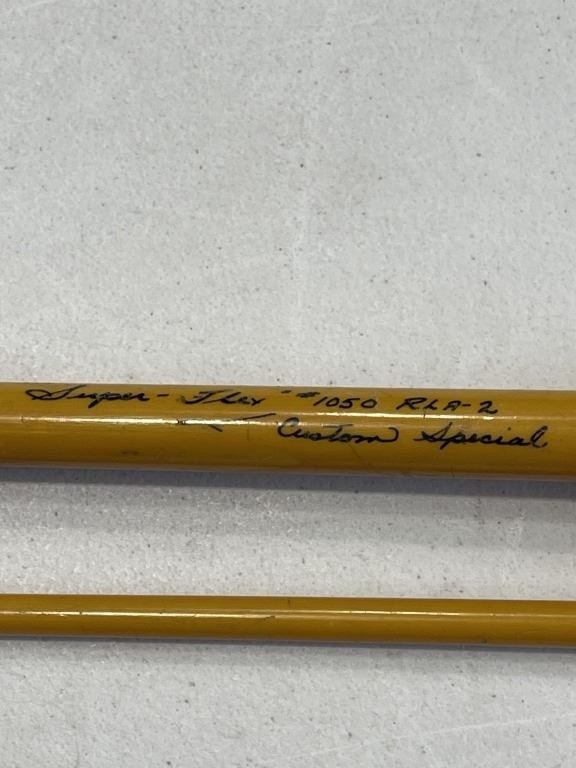 Super-Flex " #1050 RLA-2
Custom Special